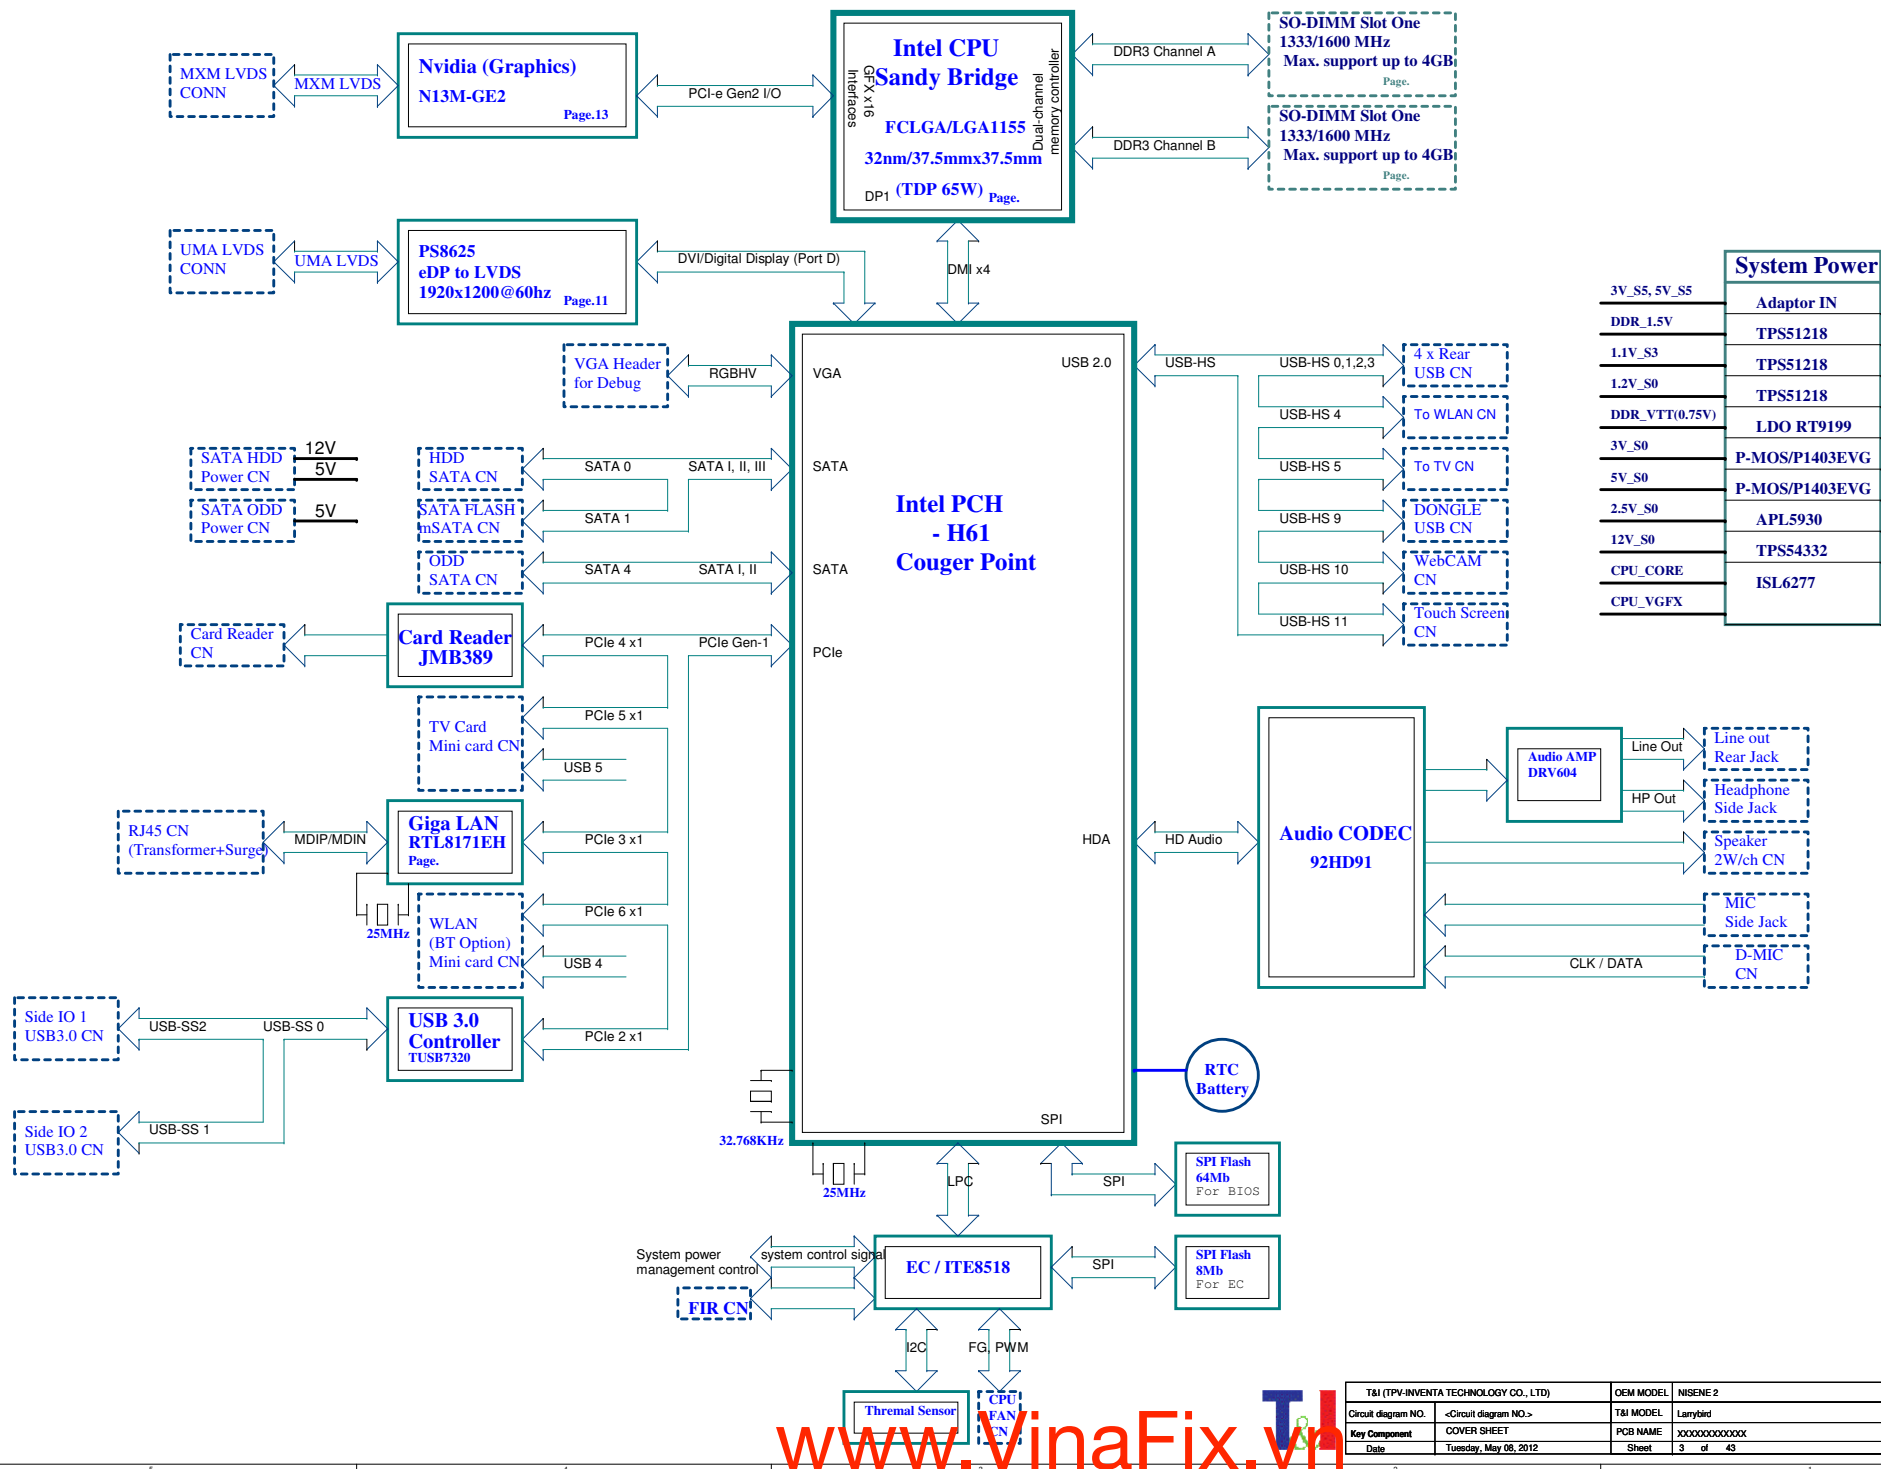 MXM LVDS
CONN
MXM LVDS
Nvidia (Graphics)
N13M-GE2
Page.13
PCI-e Gen2 I/O
Intel CPU
Sandy Bridge
GFX x16
Interfaces
Dual-channel
memory controller
FCLGA/LGA1155
32nm/37.5mmx37.5mm
DP1
(TDP 65W)
Page.
DDR3 Channel A
SO-DIMM Slot One
1333/1600 MHz
Max. support up to 4GB
Page.
DDR3 Channel B
SO-DIMM Slot One
1333/1600 MHz
Max. support up to 4GB
Page.
UMA LVDS
CONN
UMA LVDS
PS8625
eDP to LVDS
1920x1200@60hz
Page.11
DVI/Digital Display (Port D)
DMI x4
System Power
3V_S5, 5V_S5
Adaptor IN
DDR_1.5V
TPS51218
1.1V_S3
TPS51218
1.2V_S0
TPS51218
DDR_VTT(0.75V)
LDO RT9199
3V_S0
P-MOS/P1403EVG
5V_S0
P-MOS/P1403EVG
2.5V_S0
APL5930
12V_S0
TPS54332
CPU_CORE
ISL6277
CPU_VGFX
VGA Header
for Debug
RGBHV
VGA
USB 2.0
USB-HS
USB-HS 0,1,2,3
4 x Rear
USB CN
USB-HS 4
To WLAN CN
USB-HS 5
To TV CN
USB-HS 9
DONGLE
USB CN
USB-HS 10
WebCAM
CN
USB-HS 11
Touch Screen
CN
SATA HDD
Power CN
12V
5V
SATA ODD
Power CN
5V
HDD
SATA CN
SATA 0
SATA I, II, III
SATA
SATA FLASH
mSATA CN
SATA 1
ODD
SATA CN
SATA 4
SATA I, II
SATA
Intel PCH
- H61
Couger Point
Card Reader
CN
Card Reader
JMB389
PCIe 4 x1
PCIe Gen-1
PCIe
TV Card
Mini card CN
PCIe 5 x1
USB 5
RJ45 CN
(Transformer+Surge)
MDIP/MDIN
Giga LAN
RTL8171EH
Page.
PCIe 3 x1
25MHz
WLAN
(BT Option)
Mini card CN
PCIe 6 x1
USB 4
Side IO 1
USB3.0 CN
USB-SS2
USB-SS 0
USB 3.0
Controller
TUSB7320
PCIe 2 x1
Side IO 2
USB3.0 CN
USB-SS 1
HDA
HD Audio
Audio CODEC
92HD91
Audio AMP
DRV604
Line Out
Line out
Rear Jack
HP Out
Headphone
Side Jack
Speaker
2W/ch CN
MIC
Side Jack
CLK / DATA
D-MIC
CN
RTC
Battery
32.768KHz
25MHz
SPI
LPC
SPI
SPI Flash
64Mb
For BIOS
System power
management control
system control signal
EC / ITE8518
SPI
SPI Flash
8Mb
For EC
FIR CN
I2C
FG, PWM
Thremal Sensor
CPU
FAN
CN
www.VinaFix.vn
T&I
T&I (TPV-INVENTA TECHNOLOGY CO., LTD)
OEM MODEL
NISENE 2
Circuit diagram NO.
<Circuit diagram NO.>
T&I MODEL
Larrybird
Key Component
COVER SHEET
PCB NAME
XXXXXXXXXXXX
Date
Tuesday, May 08, 2012
Sheet
3 of 43